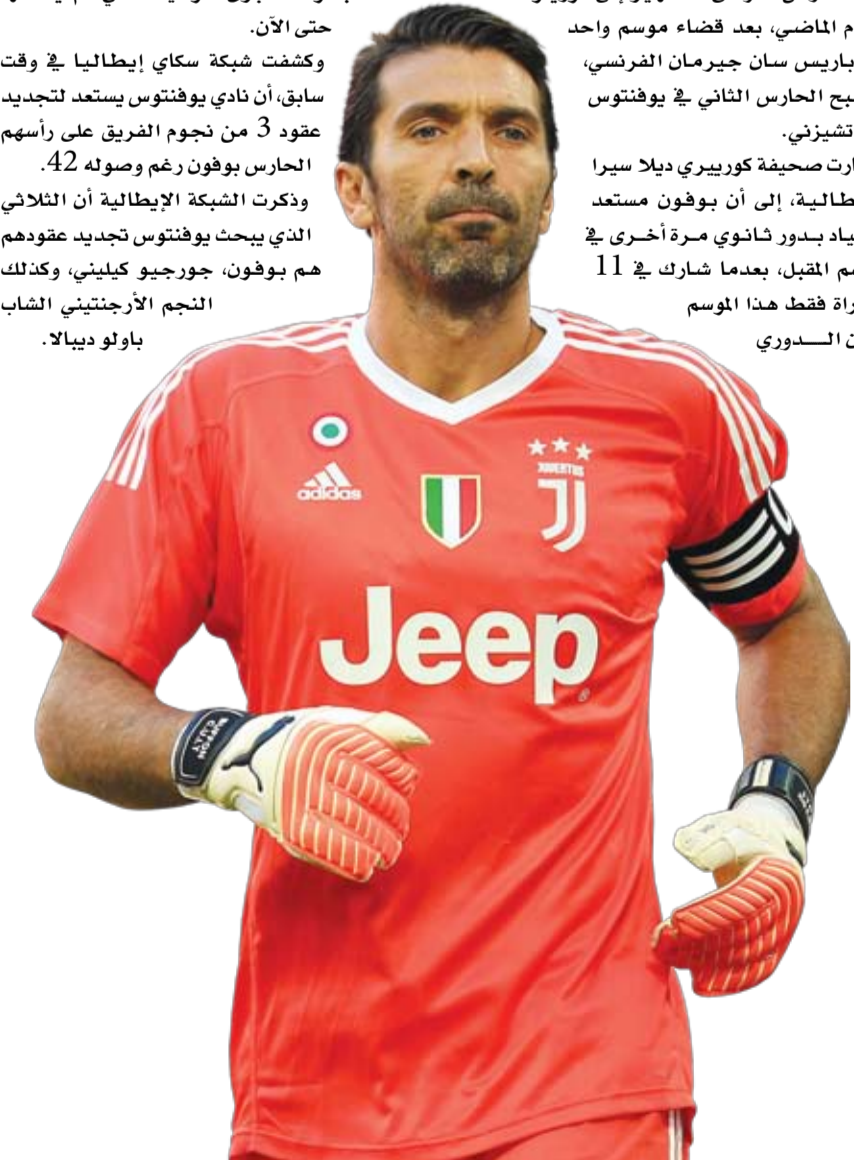 م الماضي، بعد قضاء موسم واحد
باريس سان جيرمان الفرنسي،
بح الحارس الثاني في يوفنتوس
تشيزني.
ارت صحيفة كورييري ديلا سيرا
طالية، إلى أن بوفون مستعد
ياد بدور ثانوي مرة أخرى في
م المقبل، بعدما شارك في 11
راة فقط هذا الموسم
ن الـــدوري
حتى الآن.
وكشفت شبكة سكاي إيطاليا في وقت
سابق، أن نادي يوفنتوس يستعد لتجديد
عقود 3 من نجوم الفريق على رأسهم
الحارس بوفون رغم وصوله 42.
وذكرت الشبكة الإيطالية أن الثلاثي
الذي يبحث يوفنتوس تجديد عقودهم
هم بوفون، جورجيو كيليني، وكذلك
النجم الأرجنتيني الشاب
باولو ديبالا.
adidas
JUVENTUS
Jeep
BUFFON
C.U.I.T